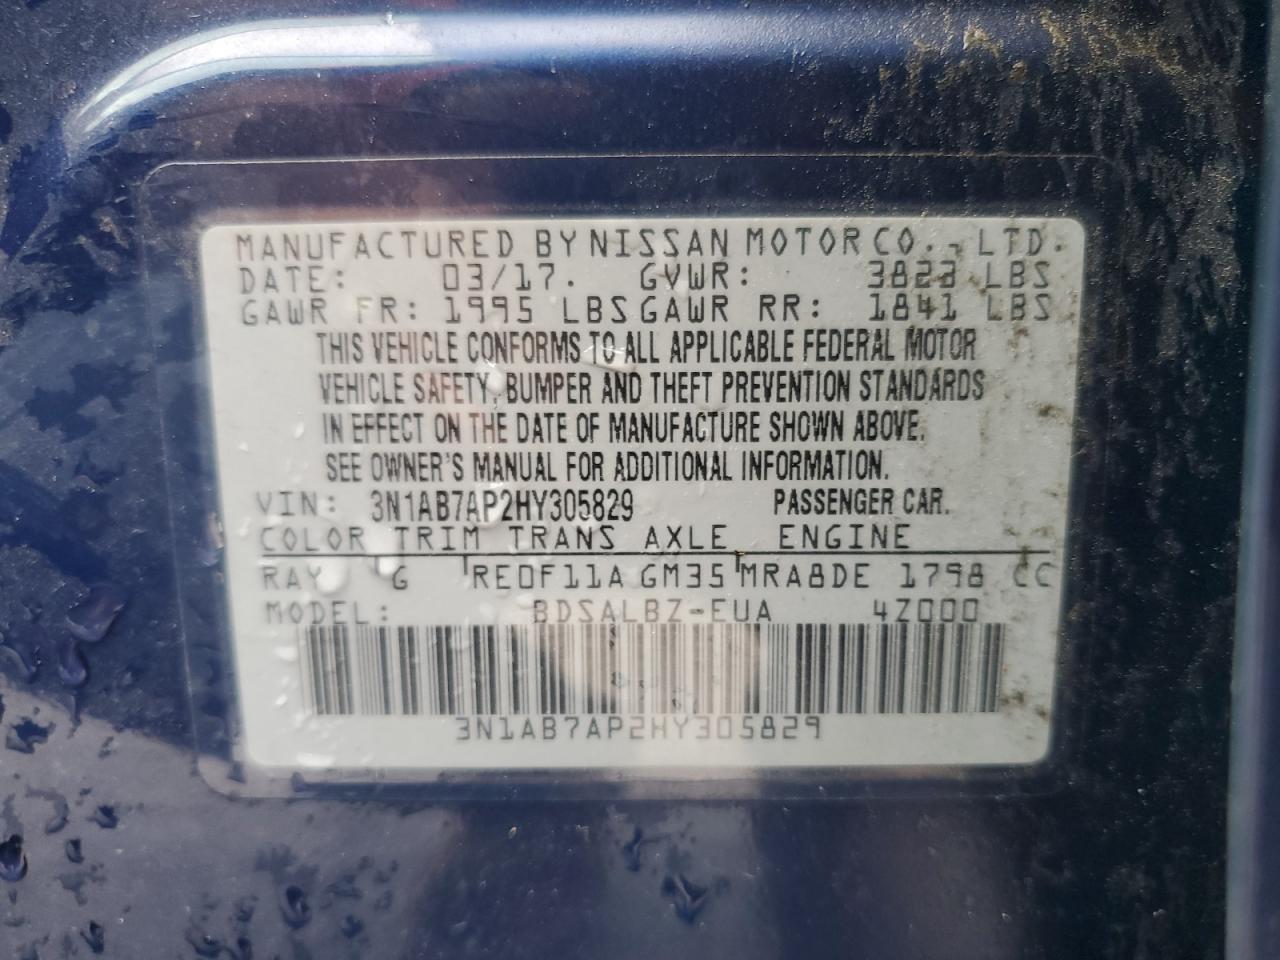 MANUFACTURED BY NISSAN MOTOR CO., LTD.
DATE: 03/17. GVWR: 3823 LBS
GAWR FR: 1995 LBS GAWR RR: 1841 LBS
THIS VEHICLE CONFORMS TO ALL APPLICABLE FEDERAL MOTOR
VEHICLE SAFETY, BUMPER AND THEFT PREVENTION STANDARDS
IN EFFECT ON THE DATE OF MANUFACTURE SHOWN ABOVE.
SEE OWNER'S MANUAL FOR ADDITIONAL INFORMATION.
VIN: 3N1AB7AP2HY305829 PASSENGER CAR.
COLOR TRIM TRANS AXLE ENGINE
RAY G RE0F11A GM35 MRA8DE 1798 CC
MODEL: BDSALBZ-EUA 4Z000
3N1AB7AP2HY305829